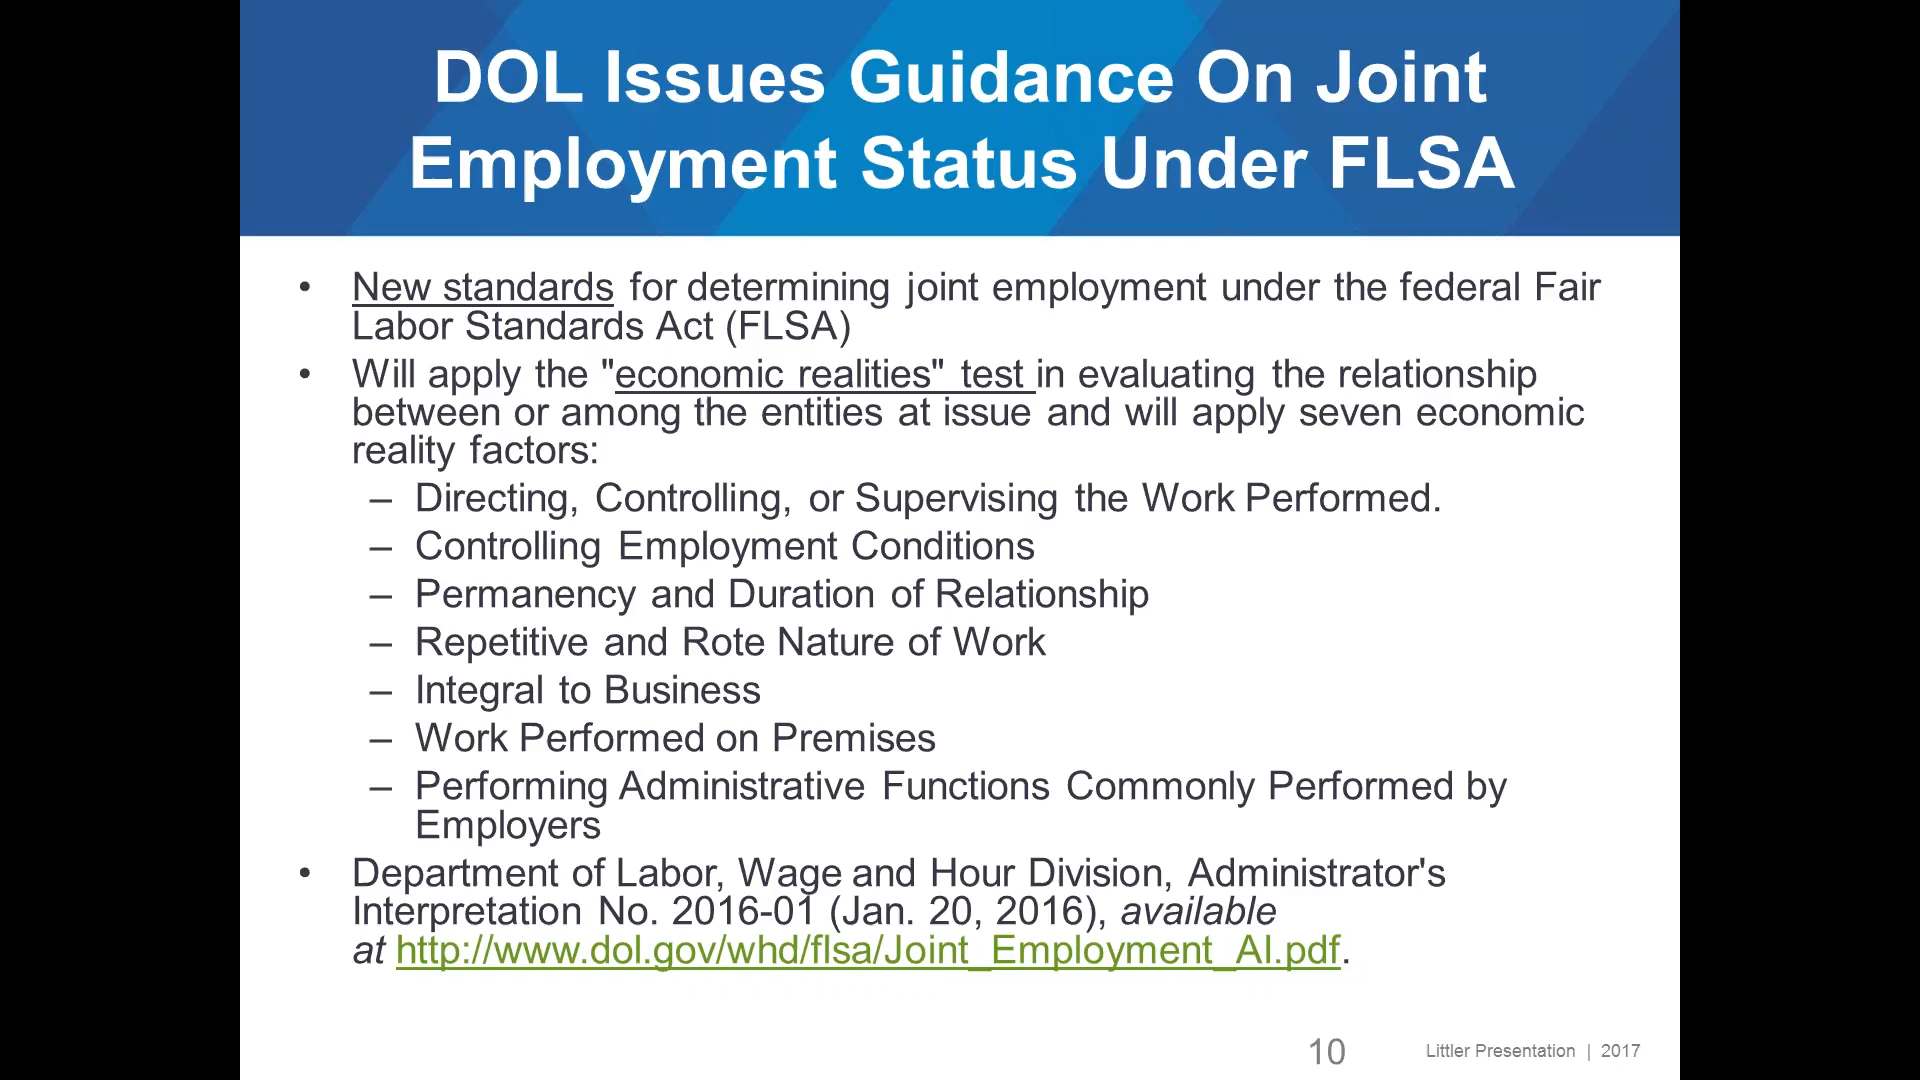 DOL Issues Guidance On Joint
Employment Status Under FLSA
• New standards for determining joint employment under the federal Fair
Labor Standards Act (FLSA)
• Will apply the "economic realities" test in evaluating the relationship
between or among the entities at issue and will apply seven economic
reality factors:
– Directing, Controlling, or Supervising the Work Performed.
– Controlling Employment Conditions
– Permanency and Duration of Relationship
– Repetitive and Rote Nature of Work
– Integral to Business
– Work Performed on Premises
– Performing Administrative Functions Commonly Performed by
Employers
• Department of Labor, Wage and Hour Division, Administrator's
Interpretation No. 2016-01 (Jan. 20, 2016), available
at http://www.dol.gov/whd/flsa/Joint_Employment_AI.pdf.
10 Littler Presentation | 2017